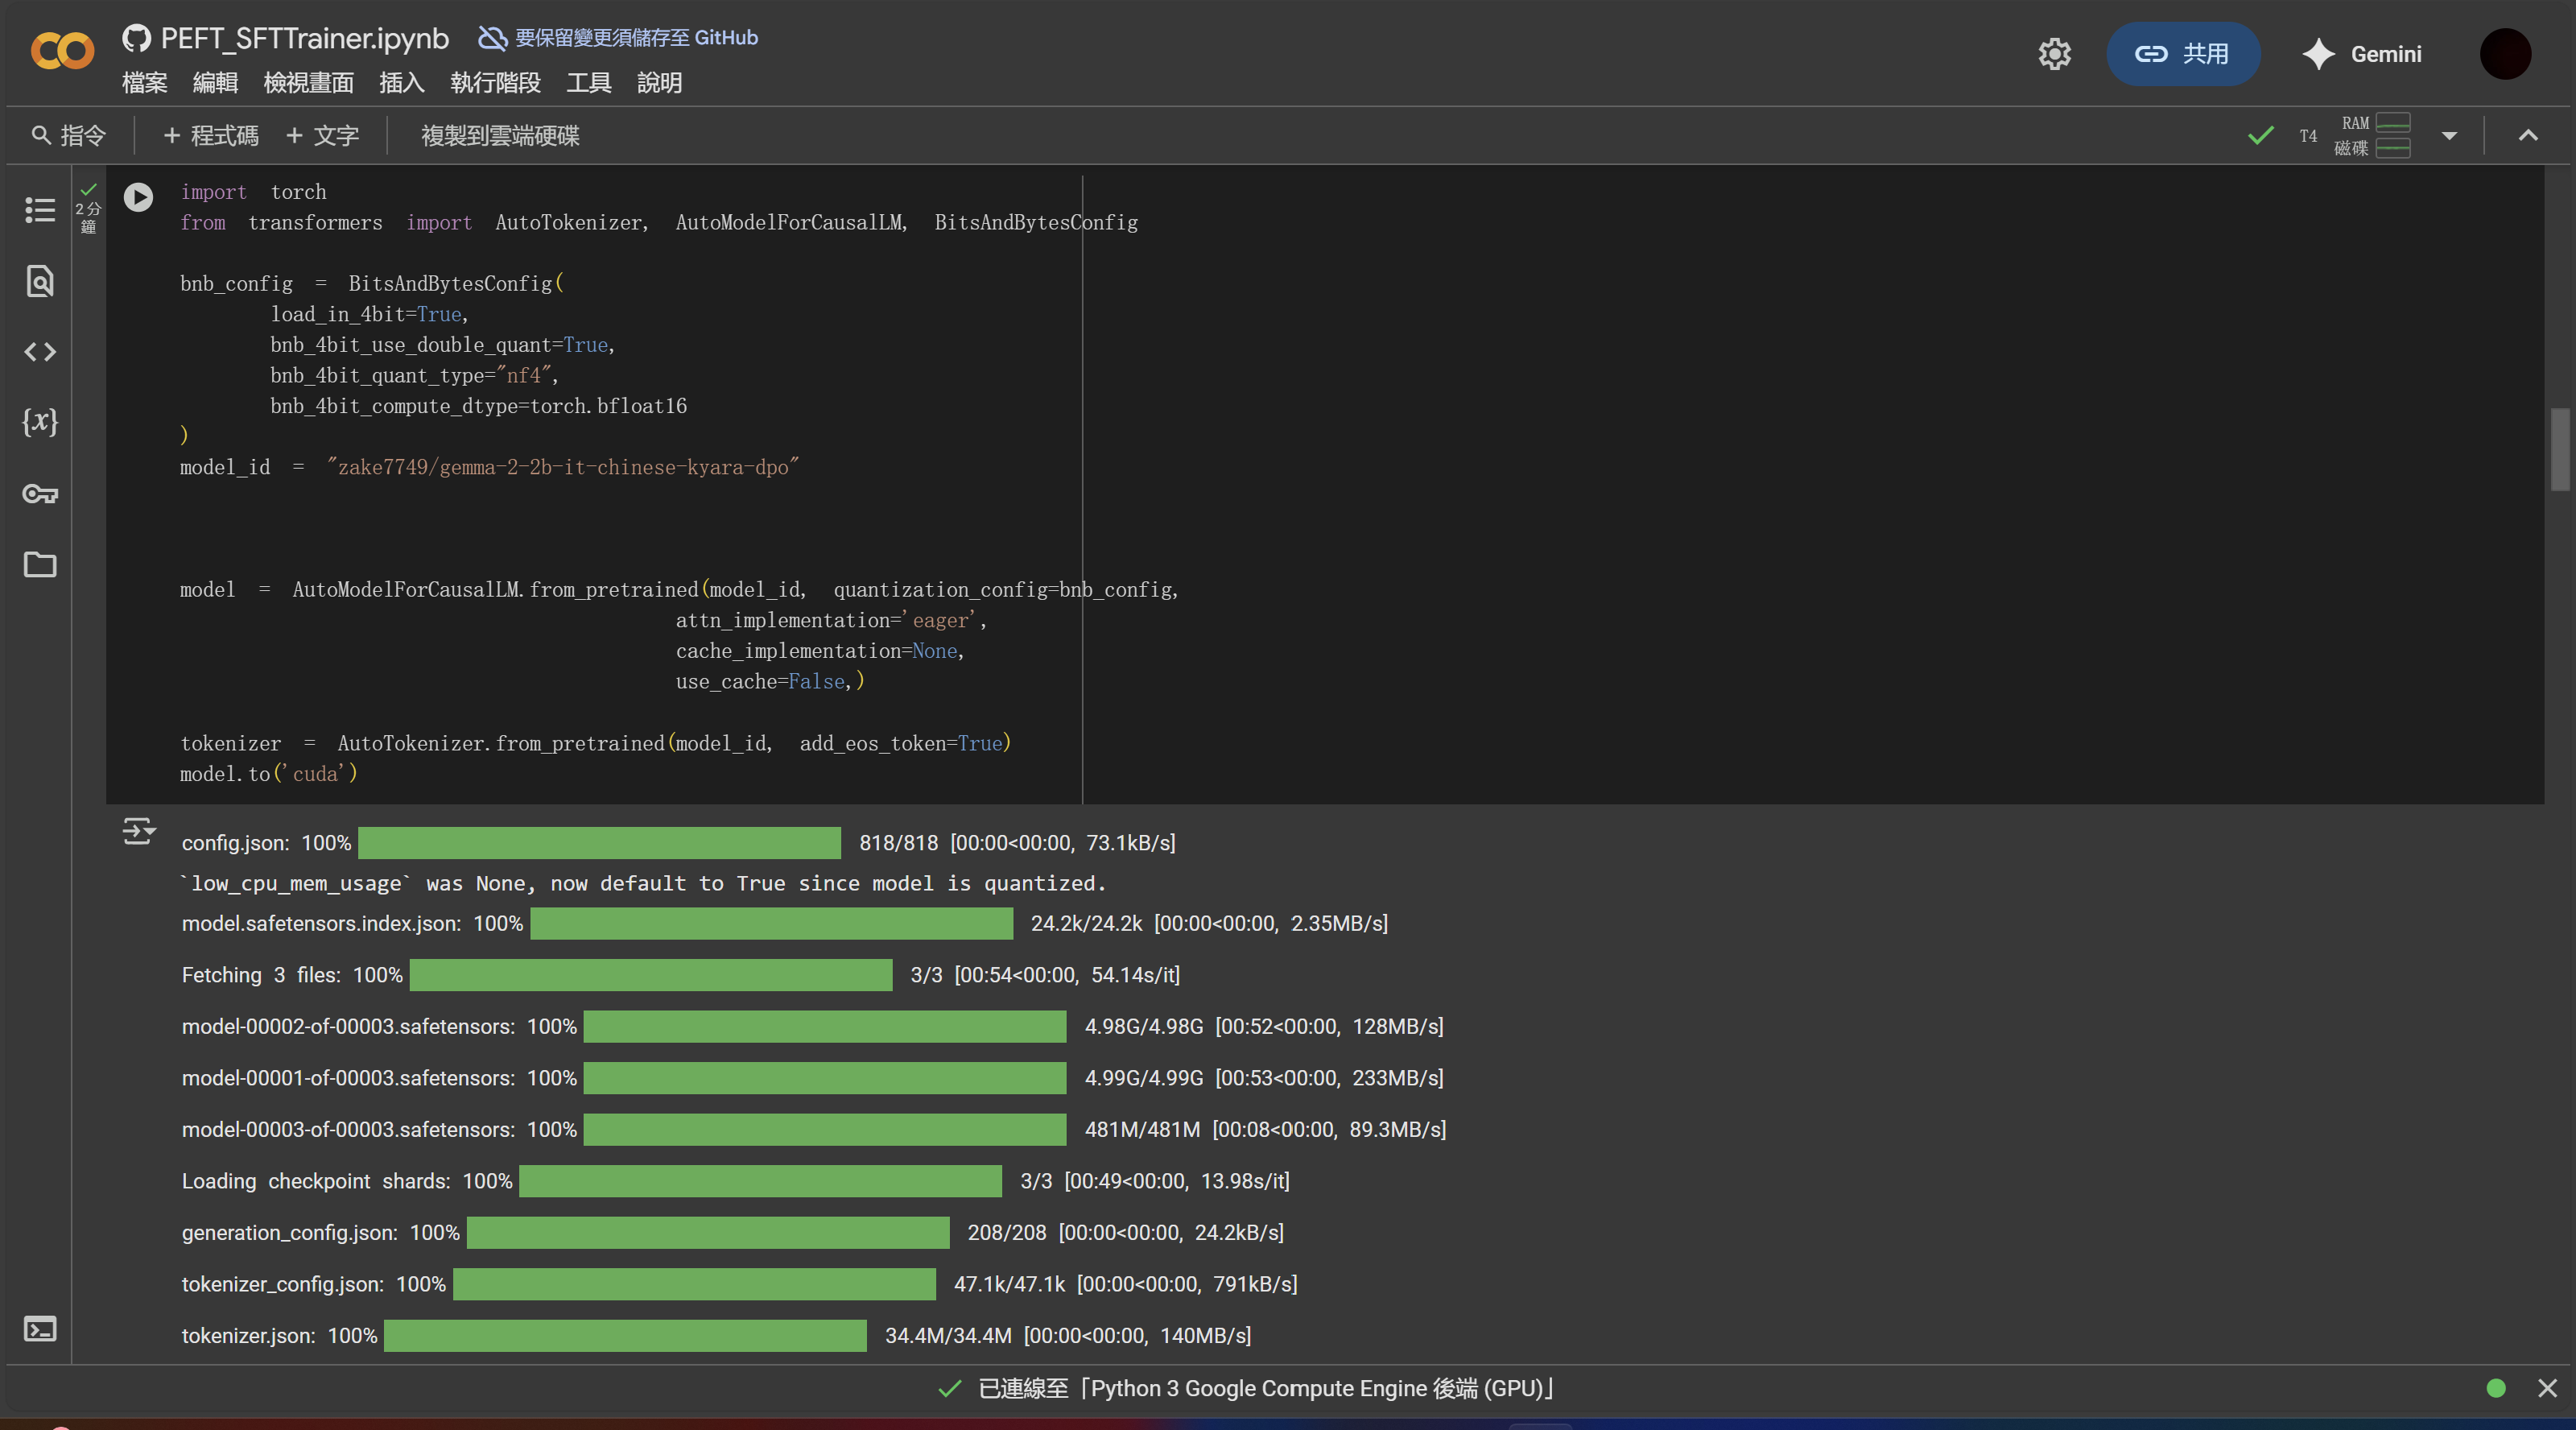 PEFT_SFTTrainer.ipynb 要保留變更須儲存至 GitHub
檔案 編輯 檢視畫面 插入 執行階段 工具 說明
共用 Gemini
指令 + 程式碼 + 文字 複製到雲端硬碟
T4 RAM
磁碟
2 分
鐘
import torch
from transformers import AutoTokenizer, AutoModelForCausalLM, BitsAndBytesConfig
bnb_config = BitsAndBytesConfig(
load_in_4bit=True,
bnb_4bit_use_double_quant=True,
bnb_4bit_quant_type="nf4",
bnb_4bit_compute_dtype=torch.bfloat16
)
model_id = "zake7749/gemma-2-2b-it-chinese-kyara-dpo"
model = AutoModelForCausalLM.from_pretrained(model_id, quantization_config=bnb_config,
attn_implementation='eager',
cache_implementation=None,
use_cache=False,)
tokenizer = AutoTokenizer.from_pretrained(model_id, add_eos_token=True)
model.to('cuda')
config.json: 100% 818/818 [00:00<00:00, 73.1kB/s]
`low_cpu_mem_usage` was None, now default to True since model is quantized.
model.safetensors.index.json: 100% 24.2k/24.2k [00:00<00:00, 2.35MB/s]
Fetching 3 files: 100% 3/3 [00:54<00:00, 54.14s/it]
model-00002-of-00003.safetensors: 100% 4.98G/4.98G [00:52<00:00, 128MB/s]
model-00001-of-00003.safetensors: 100% 4.99G/4.99G [00:53<00:00, 233MB/s]
model-00003-of-00003.safetensors: 100% 481M/481M [00:08<00:00, 89.3MB/s]
Loading checkpoint shards: 100% 3/3 [00:49<00:00, 13.98s/it]
generation_config.json: 100% 208/208 [00:00<00:00, 24.2kB/s]
tokenizer_config.json: 100% 47.1k/47.1k [00:00<00:00, 791kB/s]
tokenizer.json: 100% 34.4M/34.4M [00:00<00:00, 140MB/s]
已連線至「Python 3 Google Compute Engine 後端 (GPU)」